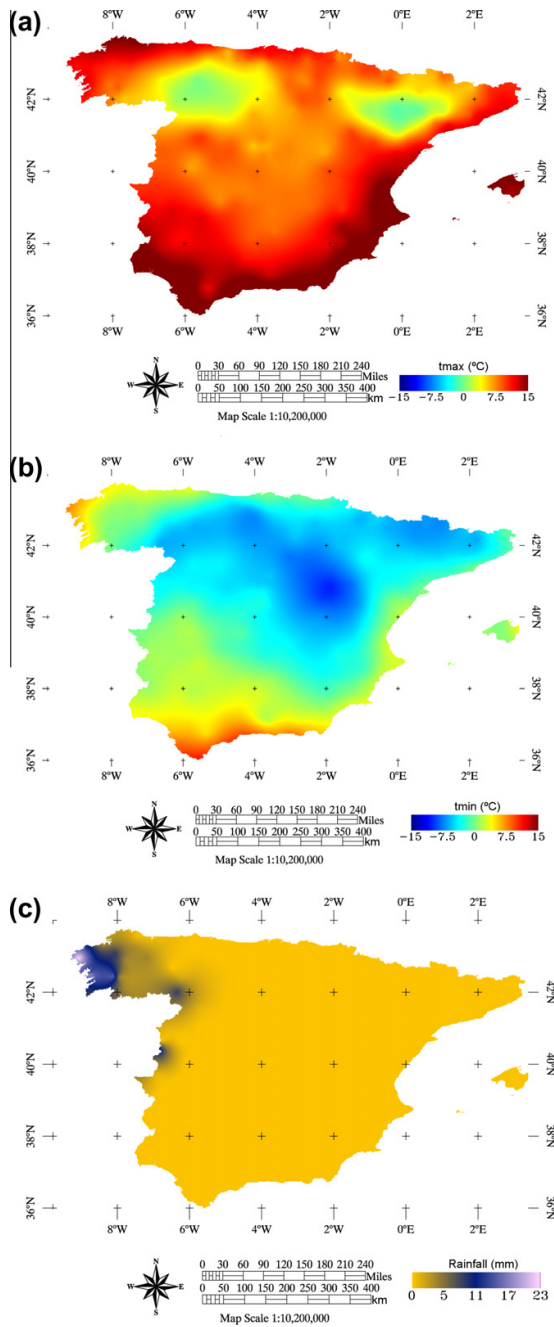 (a)
8°W 6°W 4°W 2°W 0°E 2°E
42°N 42°N
40°N 40°N
38°N 38°N
36°N 36°N
8°W 6°W 4°W 2°W 0°E 2°E
N
W E
S
0 30 60 90 120 150 180 210 240
Miles
0 50 100 150 200 250 300 350 400
km
Map Scale 1:10,200,000
tmax (ºC)
−15 −7.5 0 7.5 15
(b)
8°W 6°W 4°W 2°W 0°E 2°E
42°N 42°N
40°N 40°N
38°N 38°N
36°N 36°N
8°W 6°W 4°W 2°W 0°E 2°E
N
W E
S
0 30 60 90 120 150 180 210 240
Miles
0 50 100 150 200 250 300 350 400
km
Map Scale 1:10,200,000
tmin (ºC)
−15 −7.5 0 7.5 15
(c)
8°W 6°W 4°W 2°W 0°E 2°E
42°N 42°N
40°N 40°N
38°N 38°N
36°N 36°N
8°W 6°W 4°W 2°W 0°E 2°E
N
W E
S
0 30 60 90 120 150 180 210 240
Miles
0 50 100 150 200 250 300 350 400
km
Map Scale 1:10,200,000
Rainfall (mm)
0 5 11 17 23